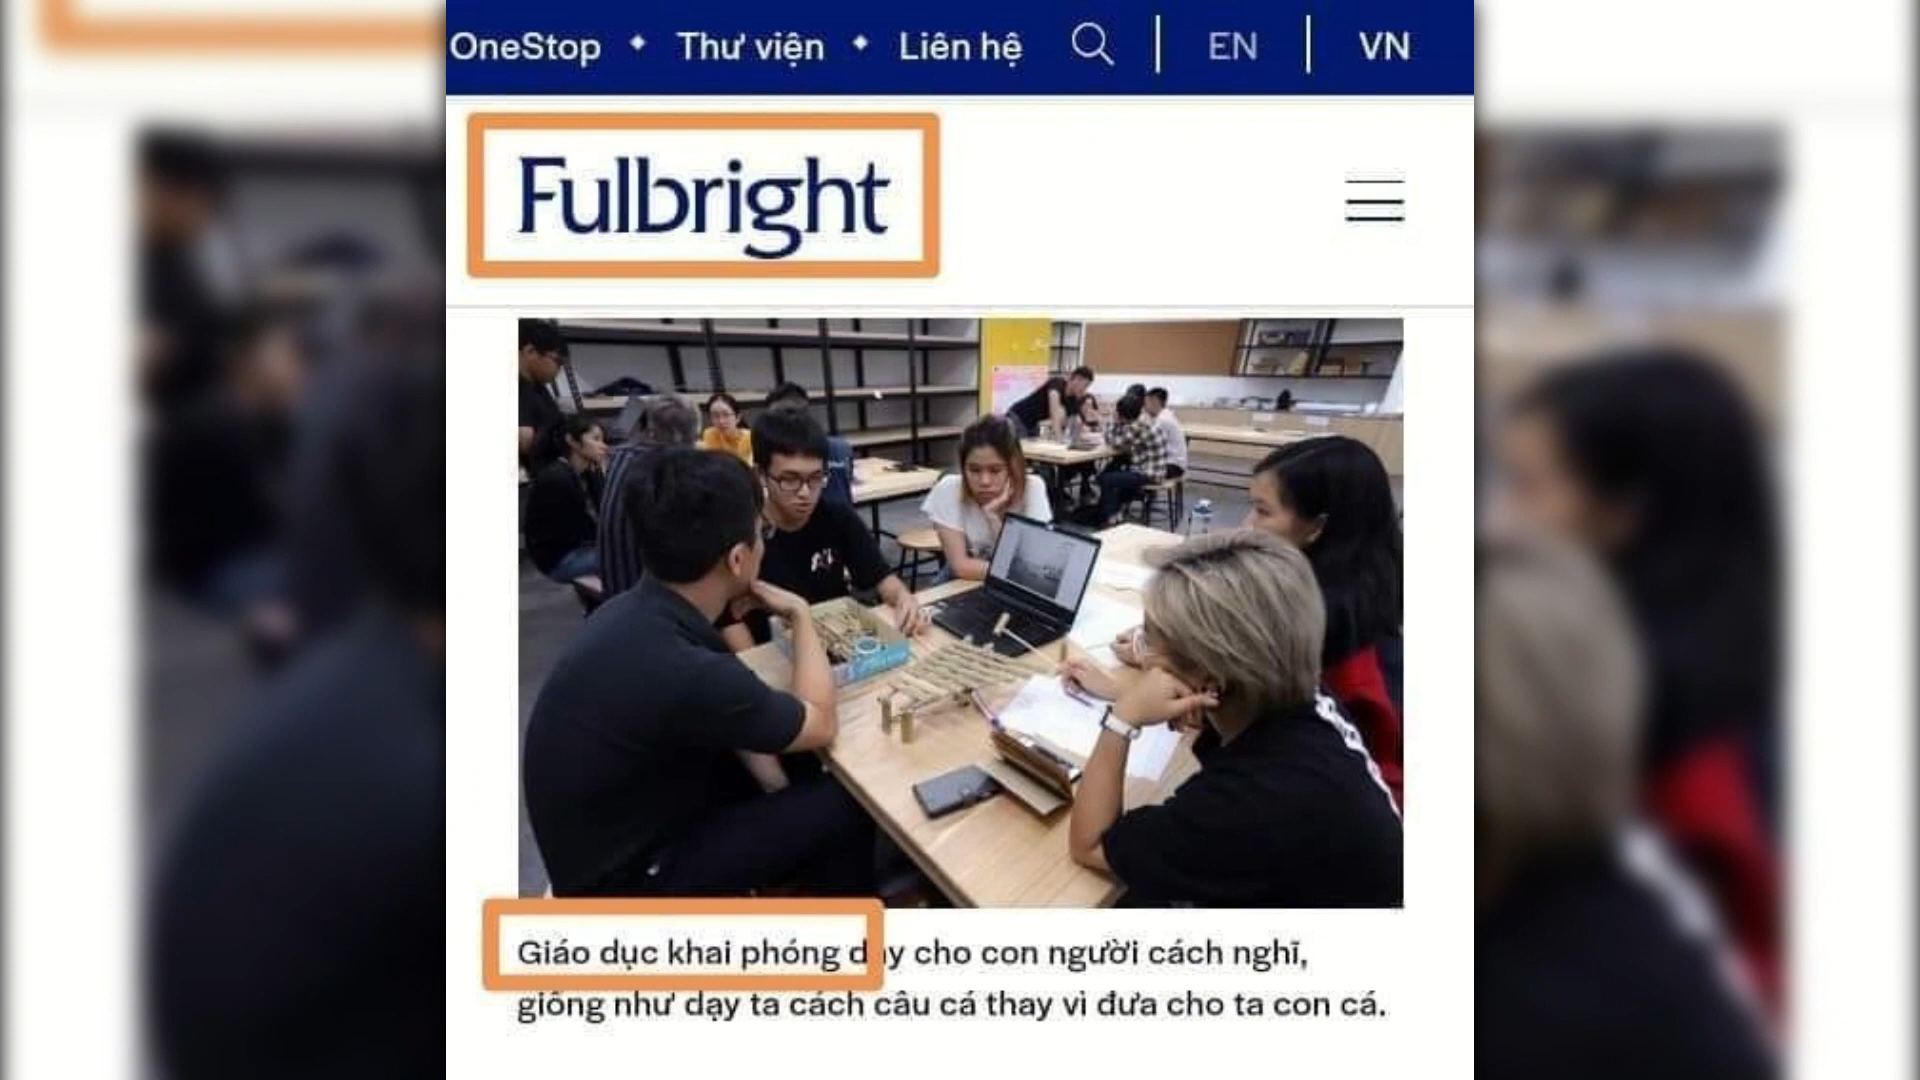 OneStop ◆ Thư viện ◆ Liên hệ | EN | VN
Fulbright
Giáo dục khai phóng dạy cho con người cách nghĩ,
giống như dạy ta cách câu cá thay vì đưa cho ta con cá.